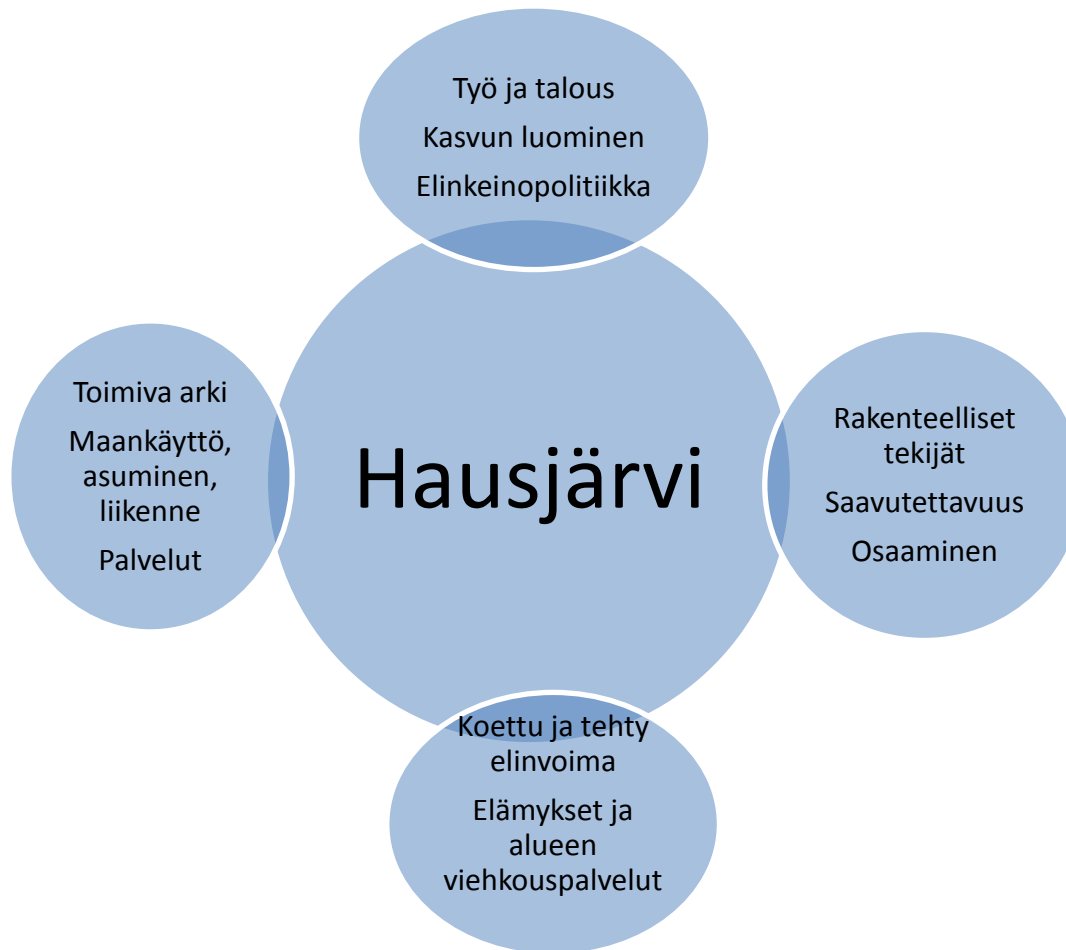 Työ ja talous
Kasvun luominen
Elinkeinopolitiikka
Toimiva arki
Maankäyttö,
asuminen,
liikenne
Palvelut
Hausjärvi
Rakenteelliset
tekijät
Saavutettavuus
Osaaminen
Koettu ja tehty
elinvoima
Elämykset ja
alueen
viehkouspalvelut